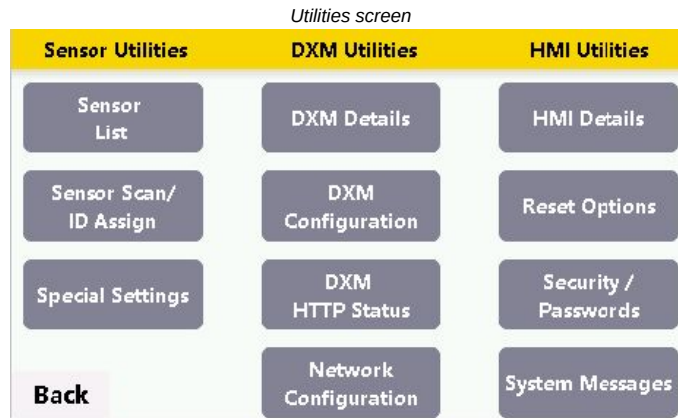 Utilities screen
Sensor Utilities
DXM Utilities
HMI Utilities
Sensor
List
DXM Details
HMI Details
Sensor Scan/
ID Assign
DXM
Configuration
Reset Options
Special Settings
DXM
HTTP Status
Security /
Passwords
Back
Network
Configuration
System Messages